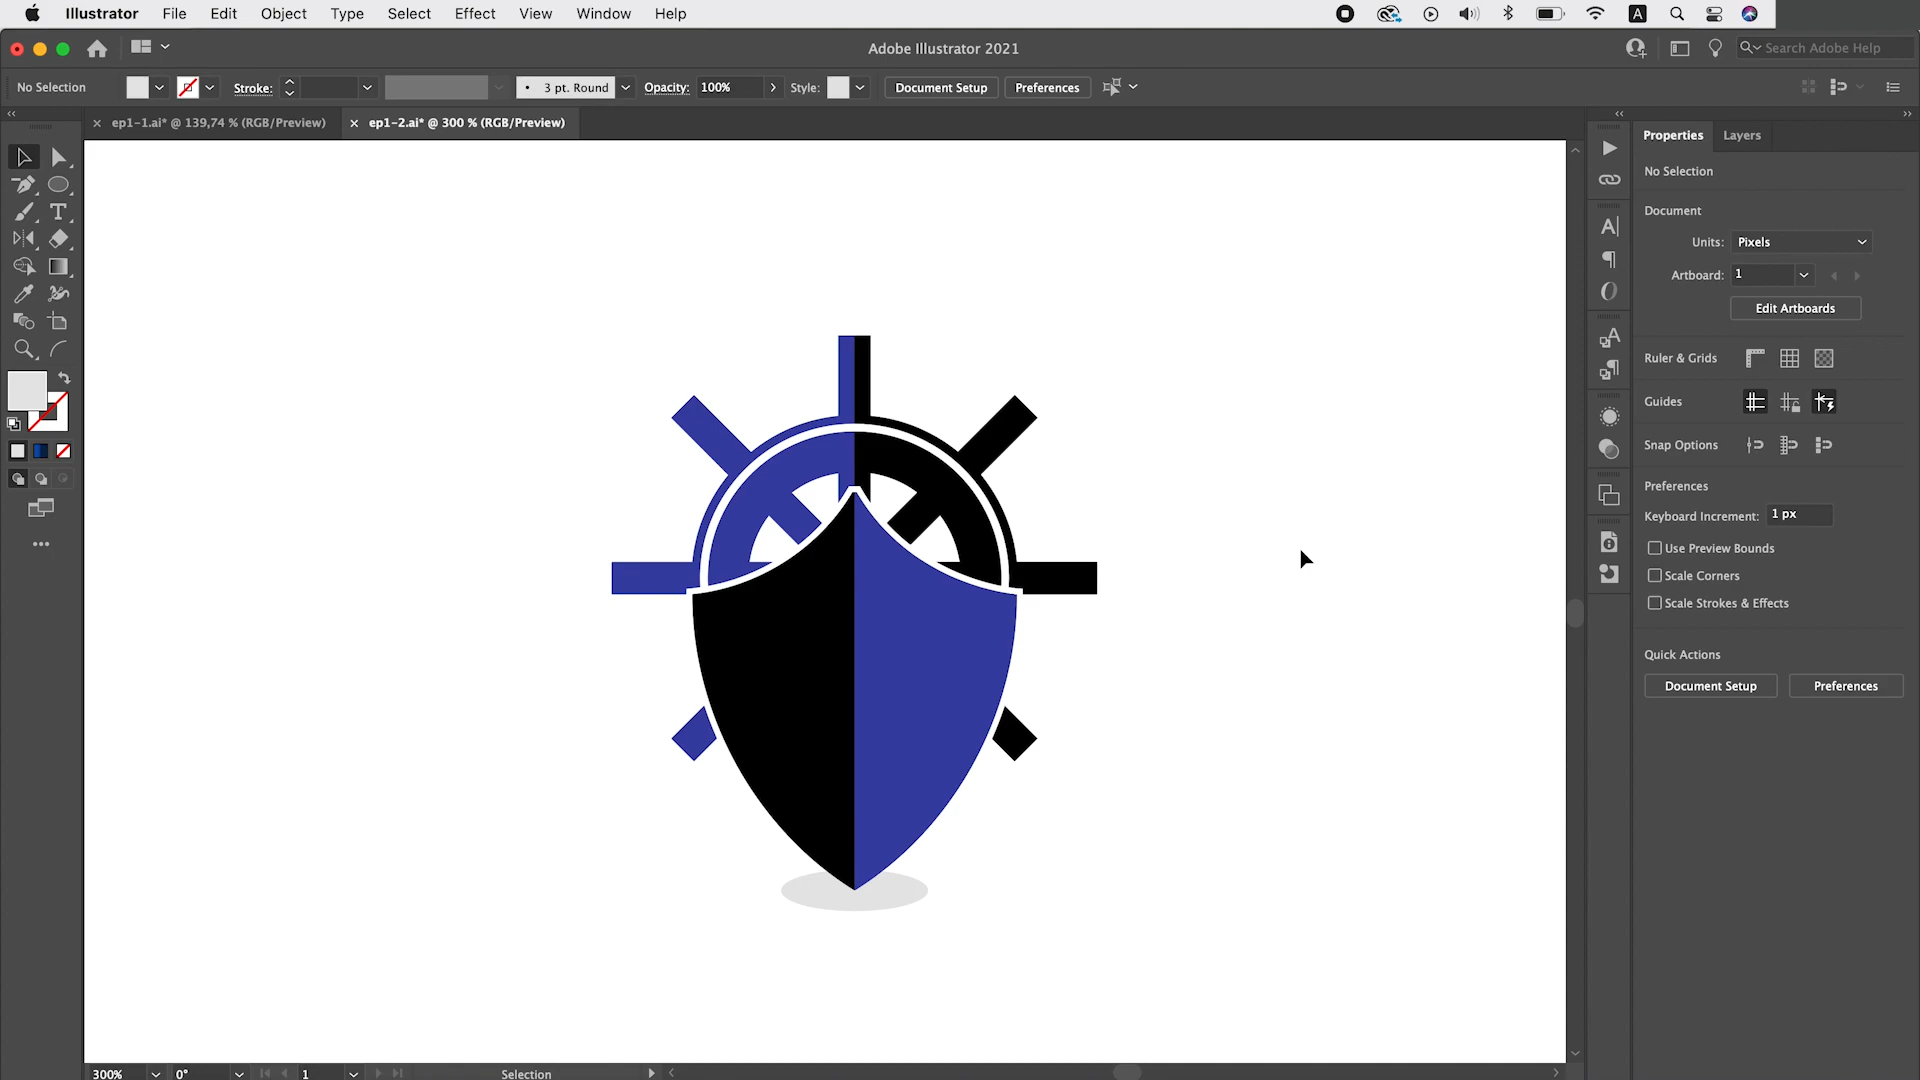 Illustrator File Edit Object Type Select Effect View Window Help A
Adobe Illustrator 2021 Search Adobe Help
No Selection Stroke: 3 pt. Round Opacity: 100% Style: Document Setup Preferences
ep1-1.ai* @ 139,74 % (RGB/Preview) ep1-2.ai* @ 300 % (RGB/Preview)
Properties Layers
No Selection
Document
Units: Pixels
Artboard: 1
Edit Artboards
Ruler & Grids
Guides
Snap Options
Preferences
Keyboard Increment: 1 px
Use Preview Bounds
Scale Corners
Scale Strokes & Effects
Quick Actions
Document Setup Preferences
300% 0° 1 Selection